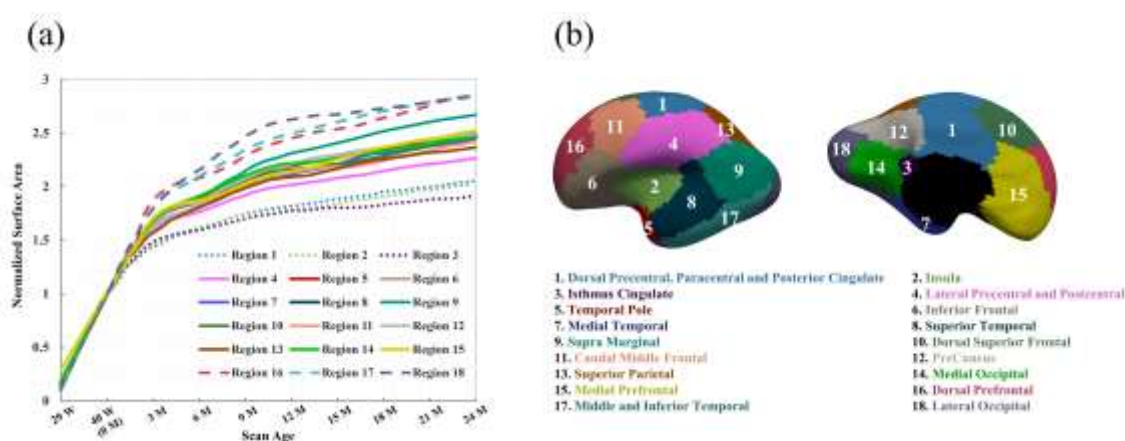 (a)
(b)
3
2.5
2
1.5
1
0.5
0
Normalized Surface Area
Region 1 Region 2 Region 3
Region 4 Region 5 Region 6
Region 7 Region 8 Region 9
Region 10 Region 11 Region 12
Region 13 Region 14 Region 15
Region 16 Region 17 Region 18
29 W 40 W 3 M 6 M 9 M 12 M 15 M 18 M 21 M 24 M
(0 M)
Scan Age
1
11
13
4
16
9
6
2
8
17
5
12
1
10
18
14
3
15
7
1. Dorsal Precentral, Paracentral and Posterior Cingulate 2. Insula
3. Isthmus Cingulate 4. Lateral Precentral and Postcentral
5. Temporal Pole 6. Inferior Frontal
7. Medial Temporal 8. Superior Temporal
9. Supra Marginal 10. Dorsal Superior Frontal
11. Caudal Middle Frontal 12. PreCuneus
13. Superior Parietal 14. Medial Occipital
15. Medial Prefrontal 16. Dorsal Prefrontal
17. Middle and Inferior Temporal 18. Lateral Occipital